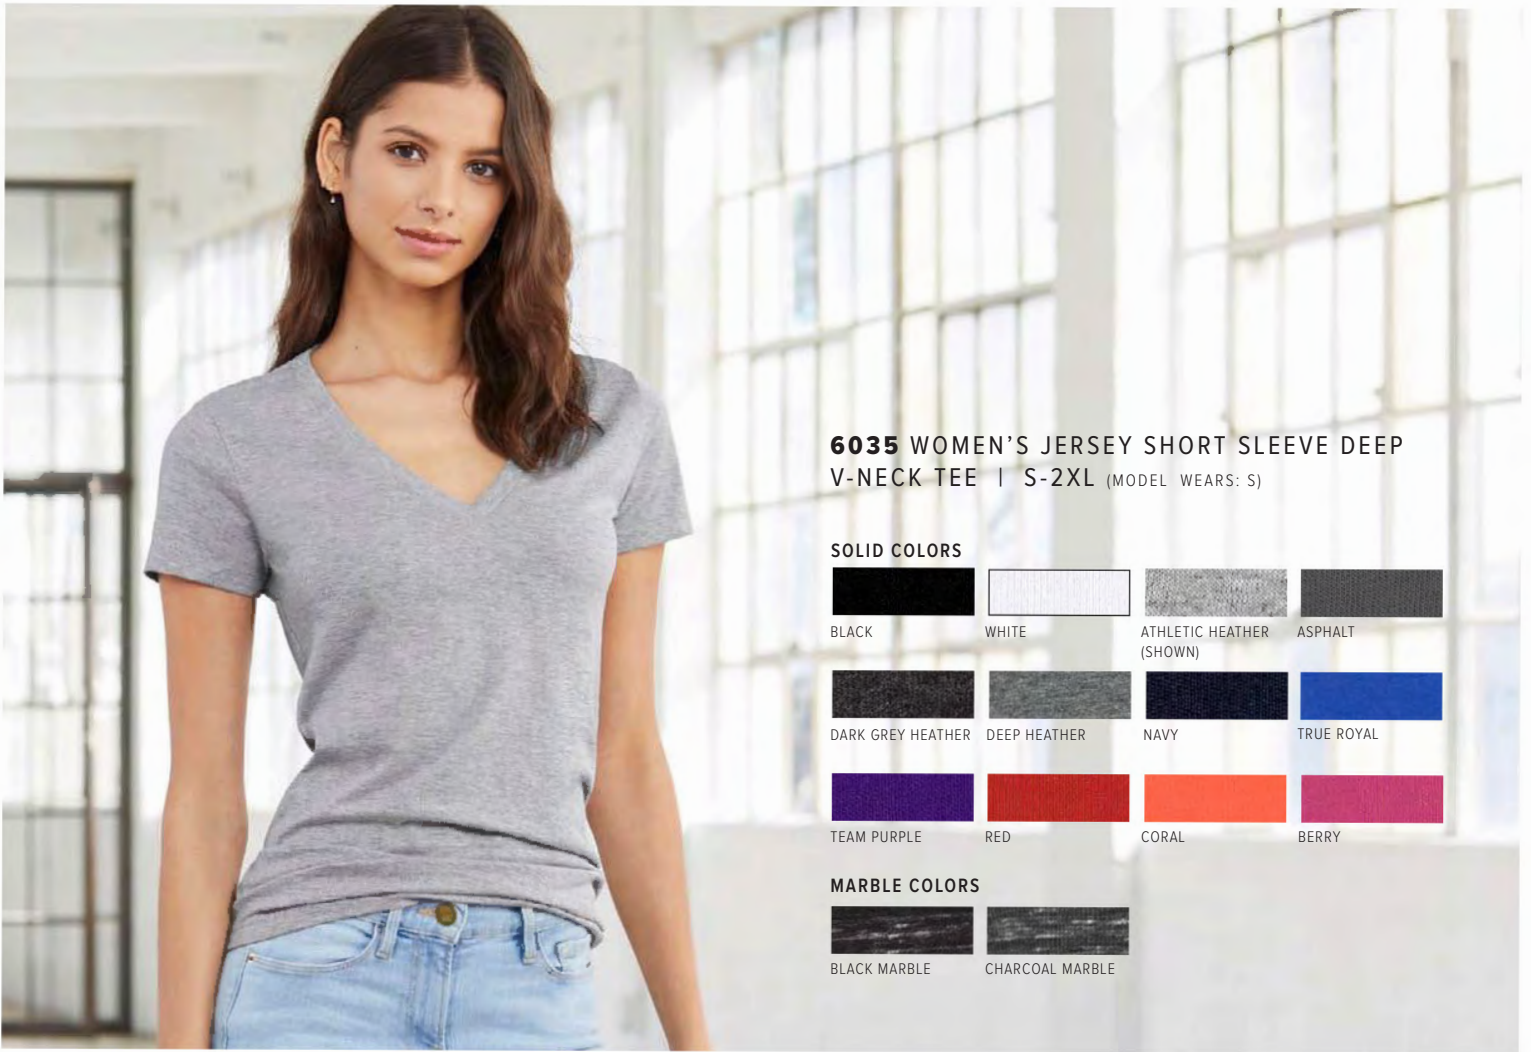 6035 WOMEN'S JERSEY SHORT SLEEVE DEEP
V-NECK TEE | S-2XL (MODEL WEARS: S)
SOLID COLORS
BLACK
WHITE
ATHLETIC HEATHER
(SHOWN)
ASPHALT
DARK GREY HEATHER
DEEP HEATHER
NAVY
TRUE ROYAL
TEAM PURPLE
RED
CORAL
BERRY
MARBLE COLORS
BLACK MARBLE
CHARCOAL MARBLE